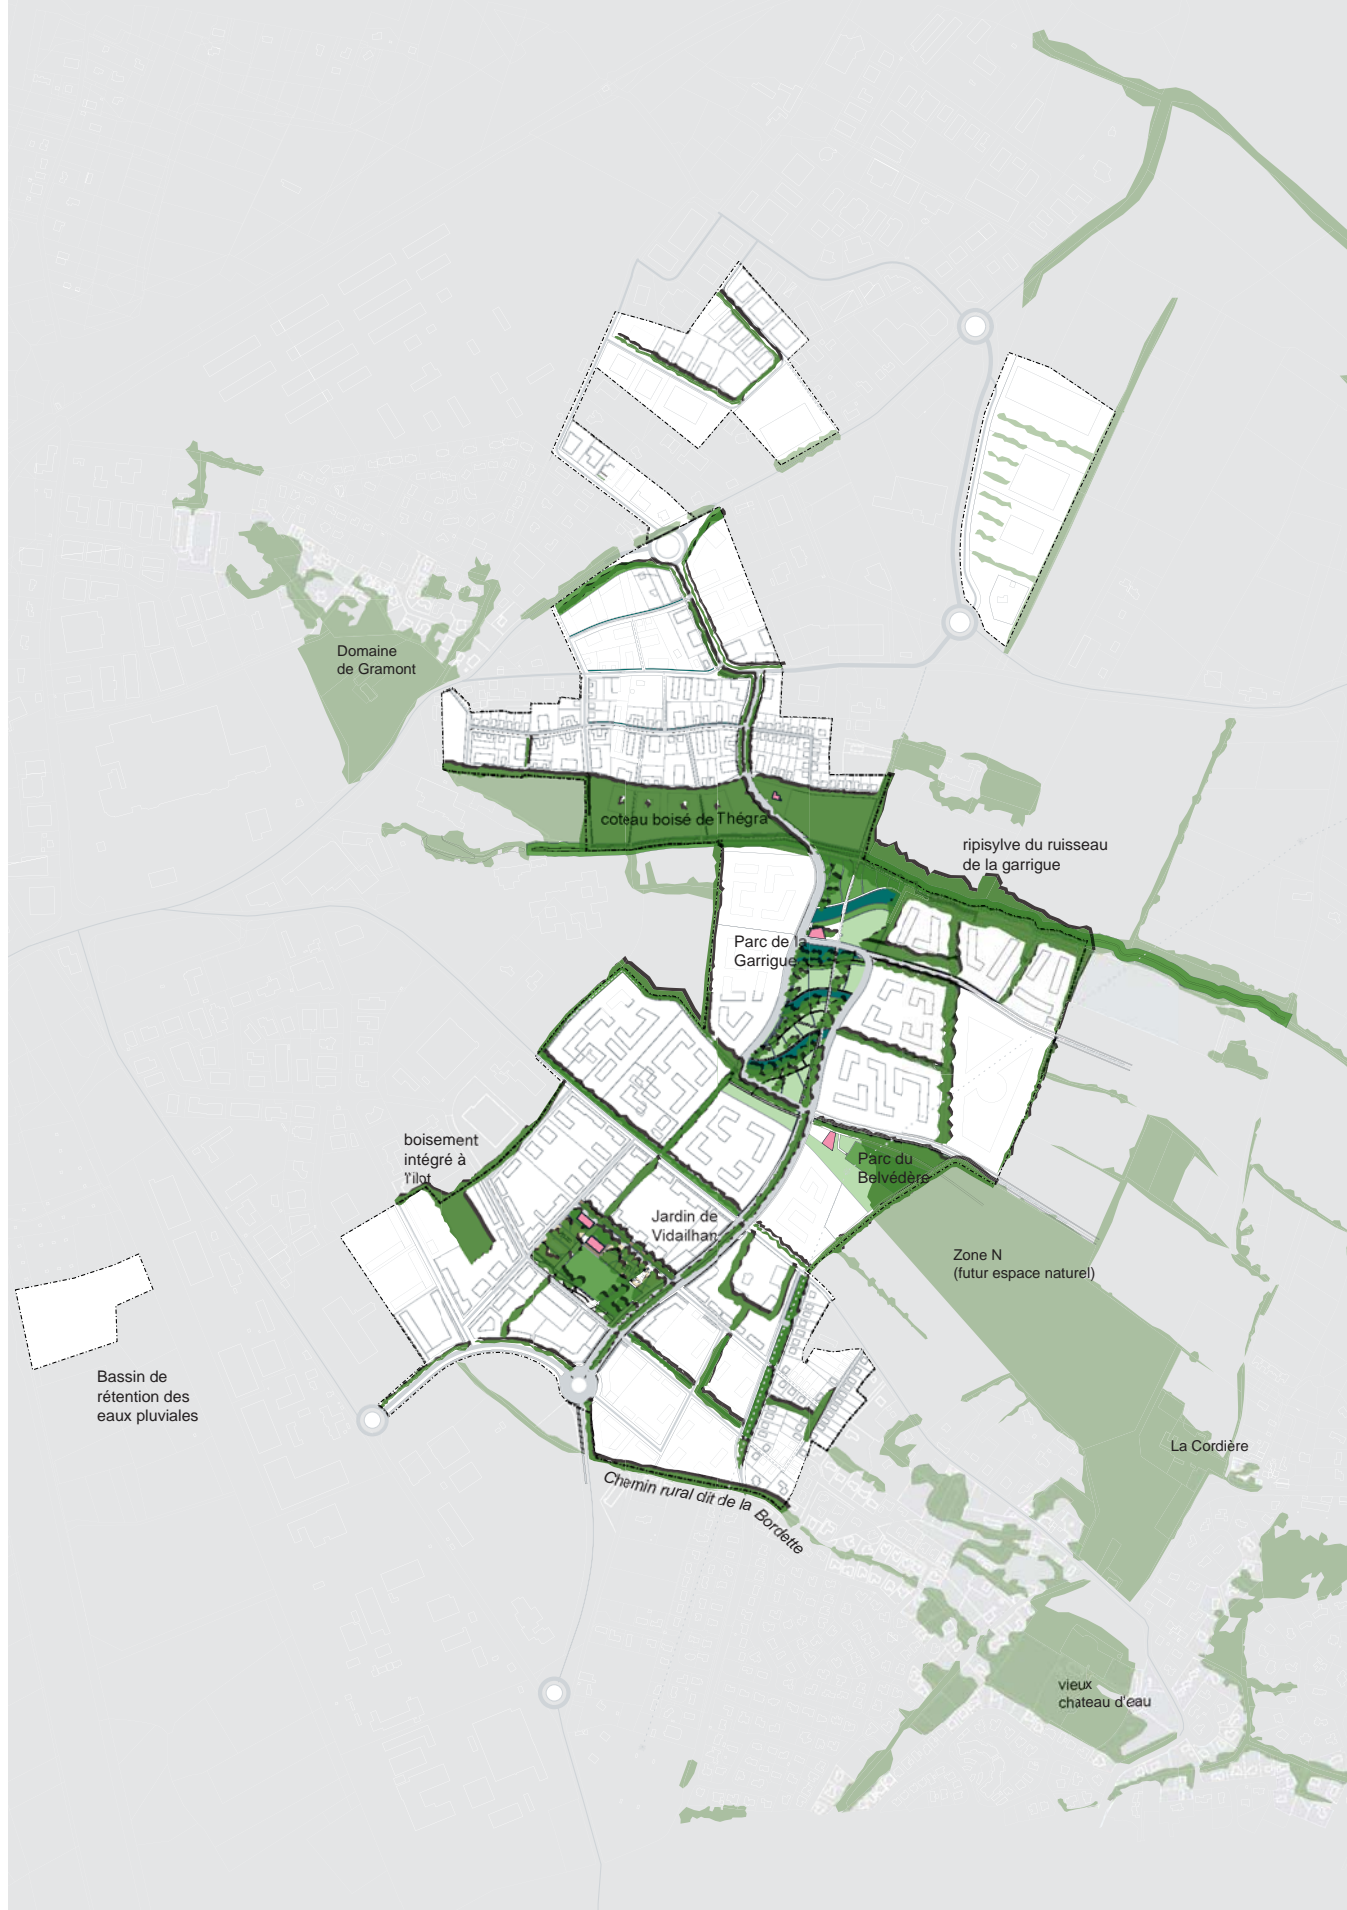 Domaine
de Gramont
coteau boisé de Thégra
ripisylve du ruisseau
de la garrigue
Parc de la
Garrigue
boisement
intégré à
l'ilot
Parc du
Belvédère
Jardin de
Vidailhan
Zone N
(futur espace naturel)
Bassin de
rétention des
eaux pluviales
La Cordière
Chemin rural dit de la Bordette
vieux
chateau d'eau